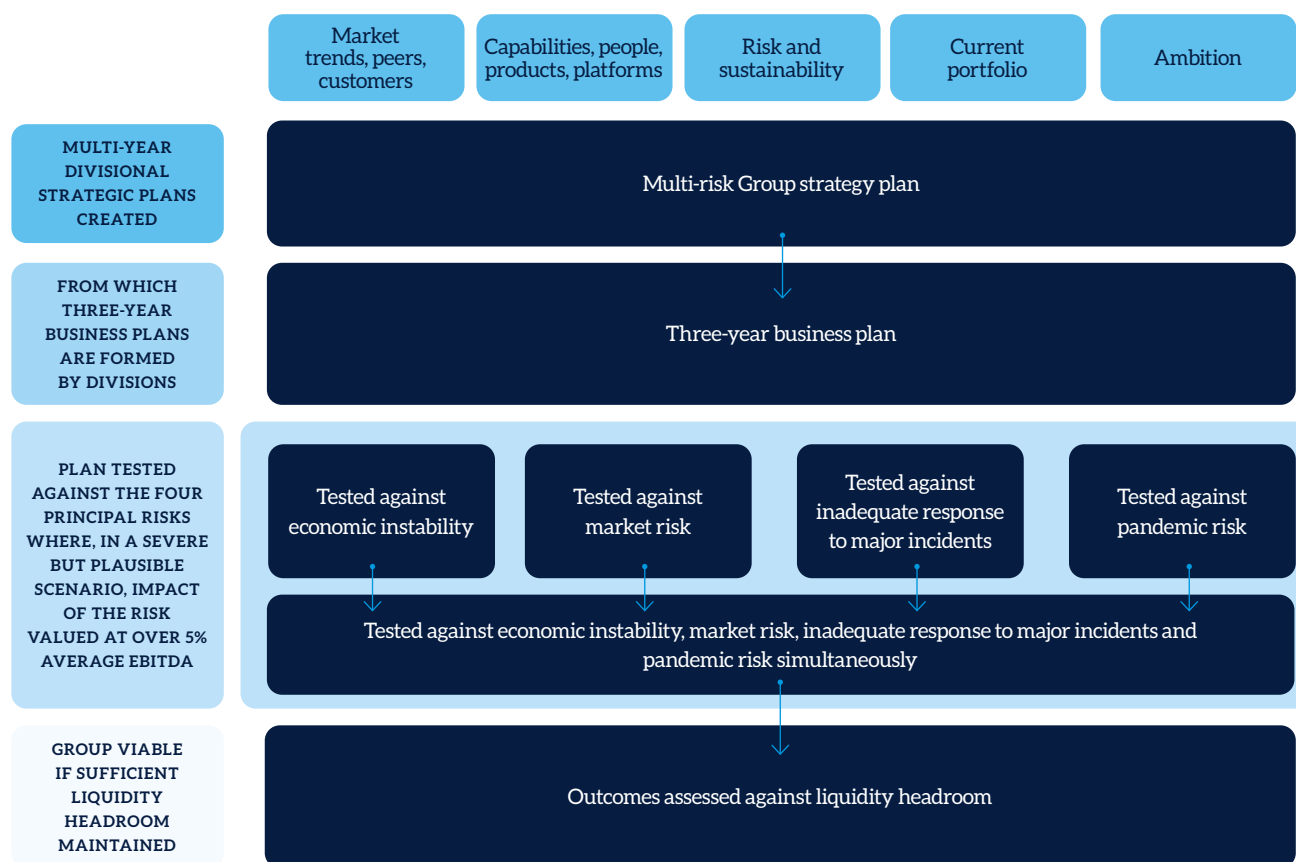 Market
trends, peers,
customers
Capabilities, people,
products, platforms
Risk and
sustainability
Current
portfolio
Ambition
MULTI-YEAR
DIVISIONAL
STRATEGIC PLANS
CREATED
Multi-risk Group strategy plan
FROM WHICH
THREE-YEAR
BUSINESS PLANS
ARE FORMED
BY DIVISIONS
Three-year business plan
PLAN TESTED
AGAINST THE FOUR
PRINCIPAL RISKS
WHERE, IN A SEVERE
BUT PLAUSIBLE
SCENARIO, IMPACT
OF THE RISK
VALUED AT OVER 5%
AVERAGE EBITDA
Tested against
economic instability
Tested against
market risk
Tested against
inadequate response
to major incidents
Tested against
pandemic risk
Tested against economic instability, market risk, inadequate response to major incidents and
pandemic risk simultaneously
GROUP VIABLE
IF SUFFICIENT
LIQUIDITY
HEADROOM
MAINTAINED
Outcomes assessed against liquidity headroom